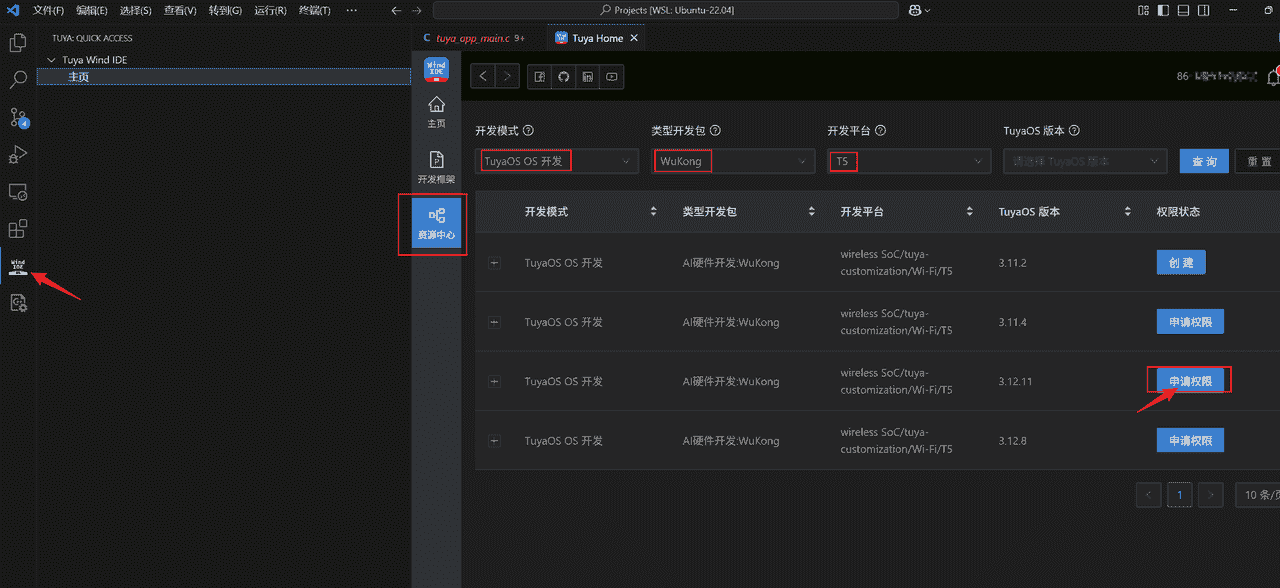 文件(F) 编辑(E) 选择(S) 查看(V) 转到(G) 运行(R) 终端(T) ··· Projects [WSL: Ubuntu-22.04]
TUYA: QUICK ACCESS
Tuya Wind IDE
主页
4
Wind IDE
tuya_app_main.c 9+ Tuya Home
Wind IDE
主页
开发框架
资源中心
86-
开发模式 类型开发包 开发平台 TuyaOS 版本
TuyaOS OS 开发 WuKong T5 请选择 TuyaOS 版本 查 询 重 置
开发模式 类型开发包 开发平台 TuyaOS 版本 权限状态
TuyaOS OS 开发 AI硬件开发:WuKong wireless SoC/tuya-customization/Wi-Fi/T5 3.11.2 创 建
TuyaOS OS 开发 AI硬件开发:WuKong wireless SoC/tuya-customization/Wi-Fi/T5 3.11.4 申请权限
TuyaOS OS 开发 AI硬件开发:WuKong wireless SoC/tuya-customization/Wi-Fi/T5 3.12.11 申请权限
TuyaOS OS 开发 AI硬件开发:WuKong wireless SoC/tuya-customization/Wi-Fi/T5 3.12.8 申请权限
1 10 条/页